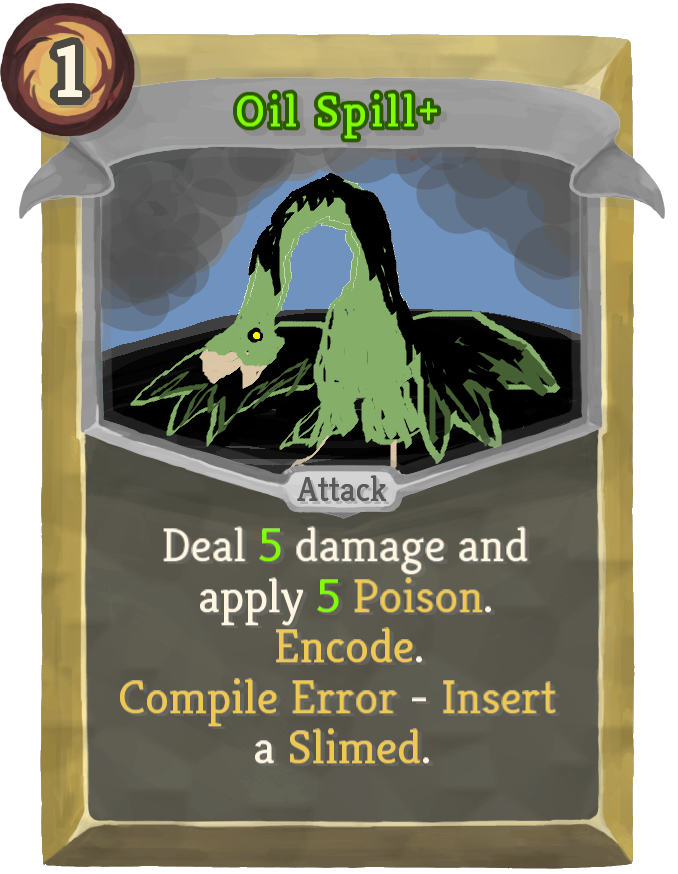 1
Oil Spill+
Attack
Deal 5 damage and
apply 5 Poison.
Encode.
Compile Error - Insert
a Slimed.